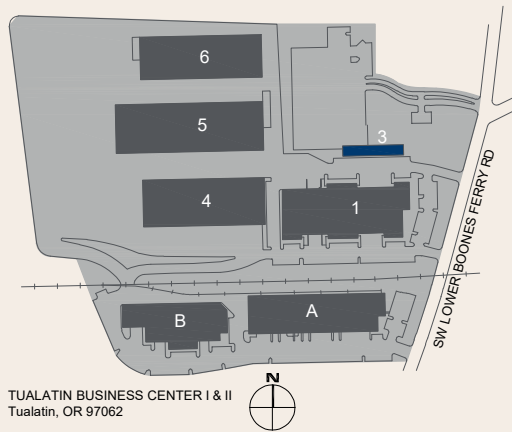 6
5
3
4
1
SW LOWER BOONES FERRY RD
A
B
TUALATIN BUSINESS CENTER I & II
Tualatin, OR 97062
N